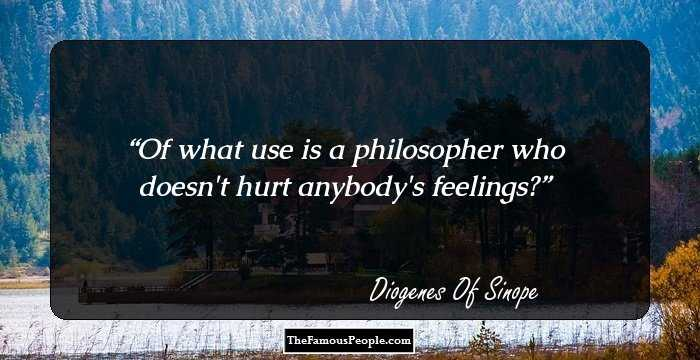 “Of what use is a philosopher who
doesn't hurt anybody's feelings?”
Diogenes Of Sinope
TheFamousPeople.com